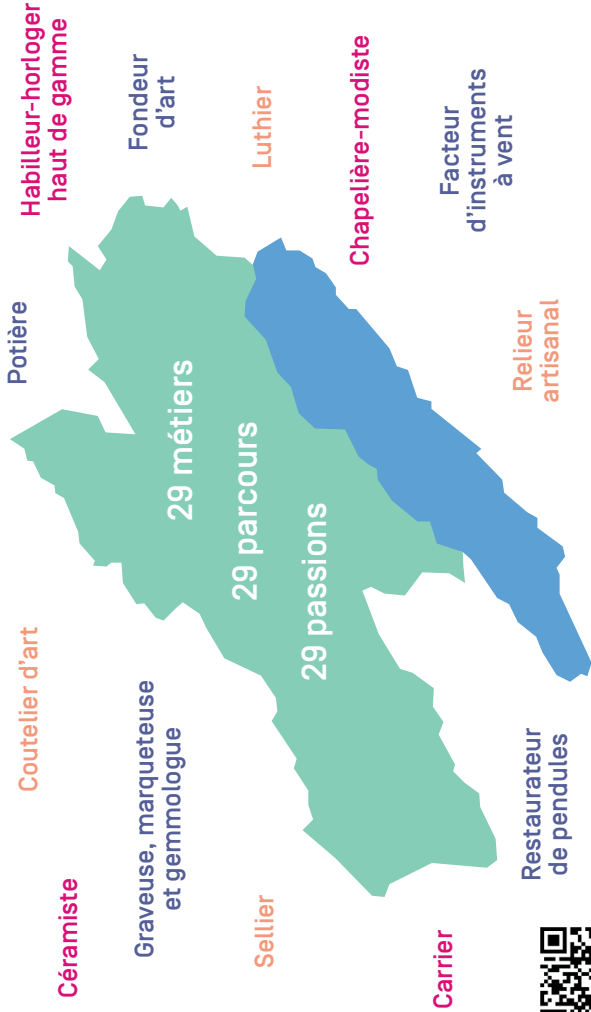 Habilleur-horloger
haut de gamme
Potière
Fondeur
d'art
Coutelier d'art
Luthier
Céramiste
Graveuse, marqueteuse
et gemmologue
29 métiers
29 parcours
29 passions
Chapelière-modiste
Sellier
Facteur
d'instruments
à vent
Carrier
Restaurateur
de pendules
Relieur
artisanal